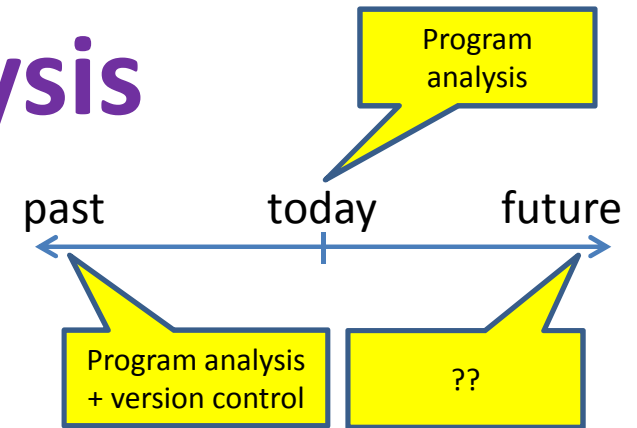 ysis
Program
analysis
past today future
Program analysis
+ version control
??